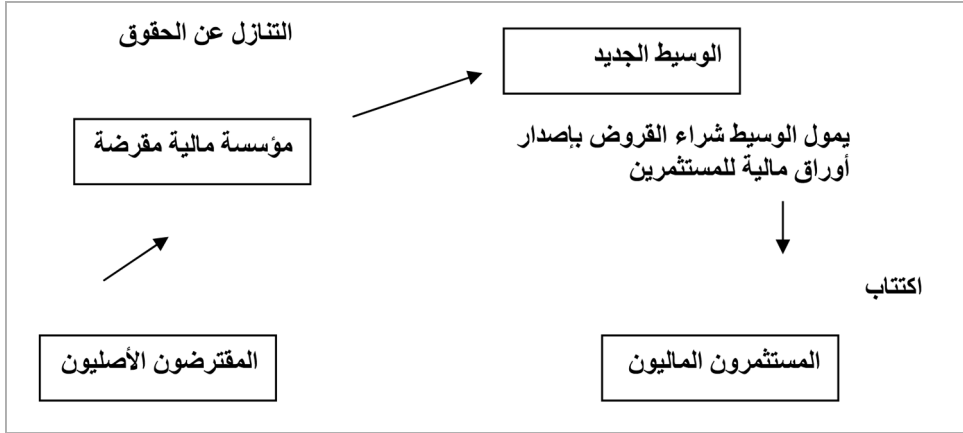 التنازل عن الحقوق
الوسيط الجديد
مؤسسة مالية مقرضة
يمول الوسيط شراء القروض بإصدار
أوراق مالية للمستثمرين
اكتتاب
المستثمرون الماليون
المقترضون الأصليون